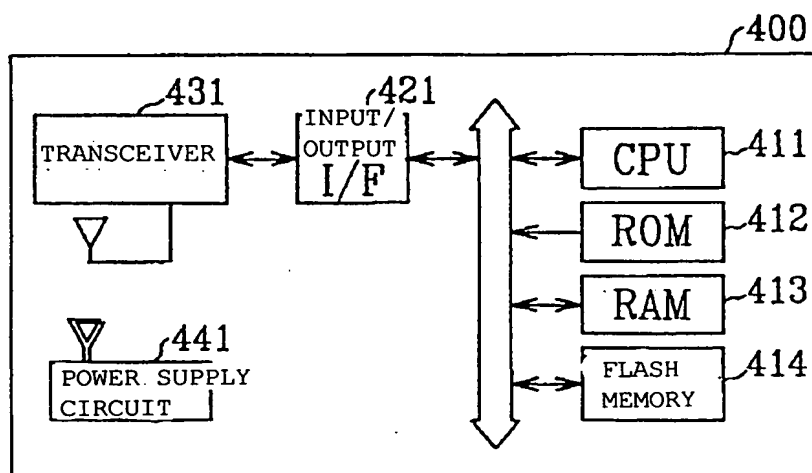 400
431
TRANSCEIVER
421
INPUT/
OUTPUT
I/F
CPU
411
ROM
412
RAM
413
FLASH
MEMORY
414
441
POWER SUPPLY
CIRCUIT